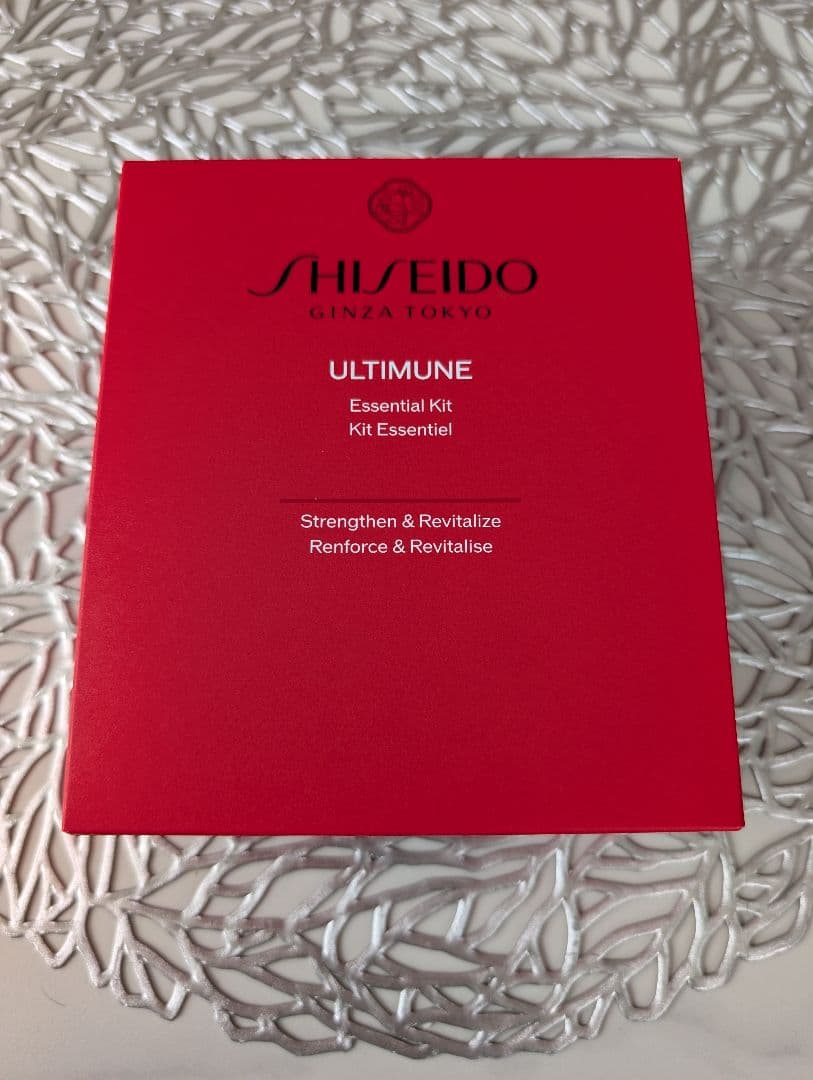 SHISEIDO
GINZA TOKYO
ULTIMUNE
Essential Kit
Kit Essentiel
Strengthen & Revitalize
Renforce & Revitalise